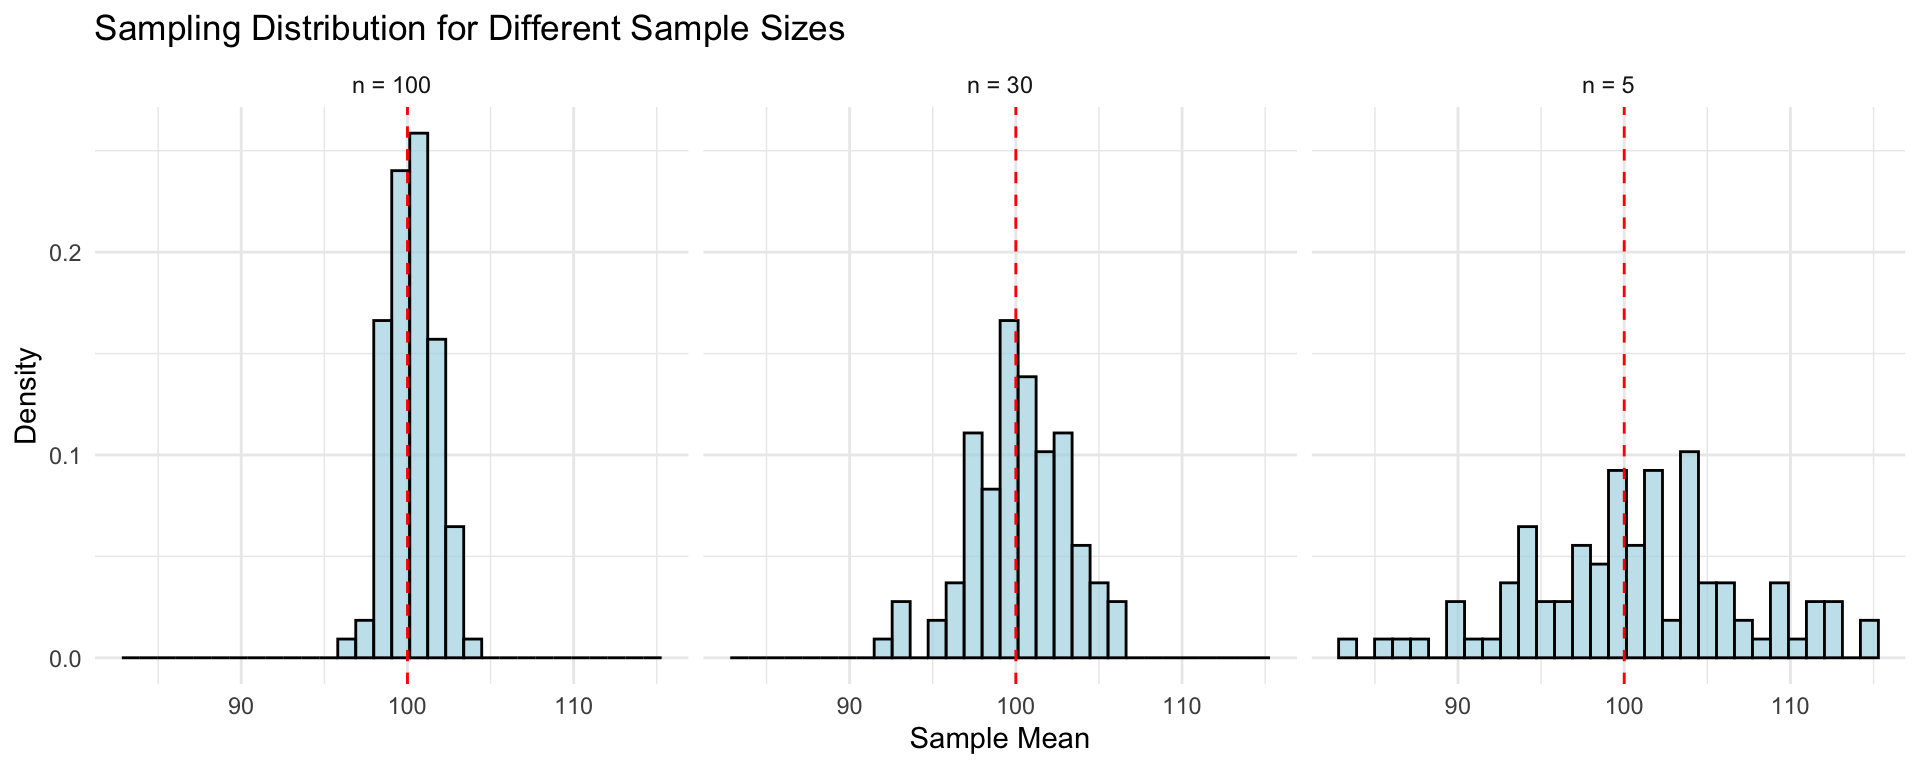 Sampling Distribution for Different Sample Sizes
n = 100
n = 30
n = 5
Density
0.2
0.1
0.0
90 100 110
90 100 110
90 100 110
Sample Mean